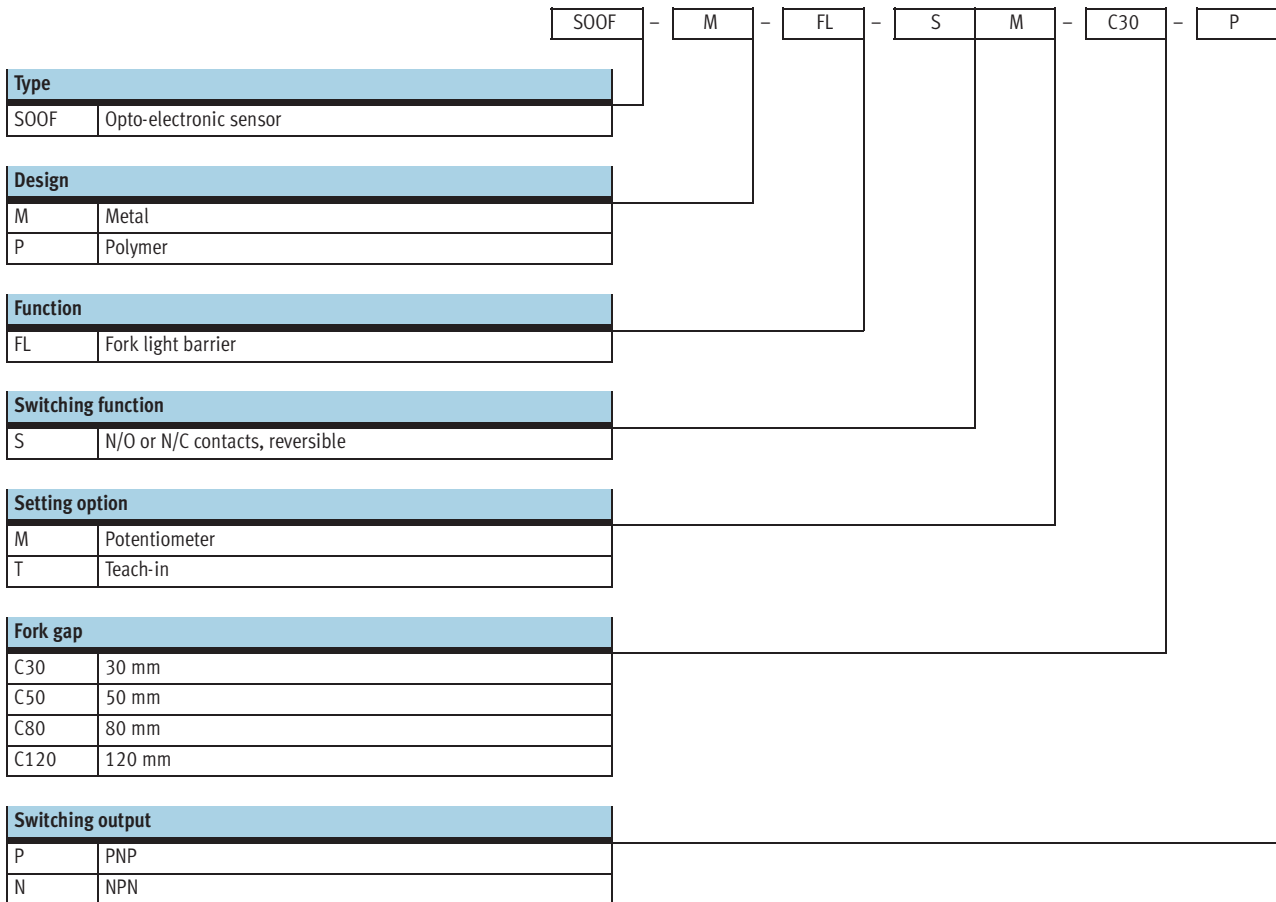 SOOF – M – FL – S M – C30 – P
Type
SOOF Opto-electronic sensor
Design
M Metal
P Polymer
Function
FL Fork light barrier
Switching function
S N/O or N/C contacts, reversible
Setting option
M Potentiometer
T Teach-in
Fork gap
C30 30 mm
C50 50 mm
C80 80 mm
C120 120 mm
Switching output
P PNP
N NPN